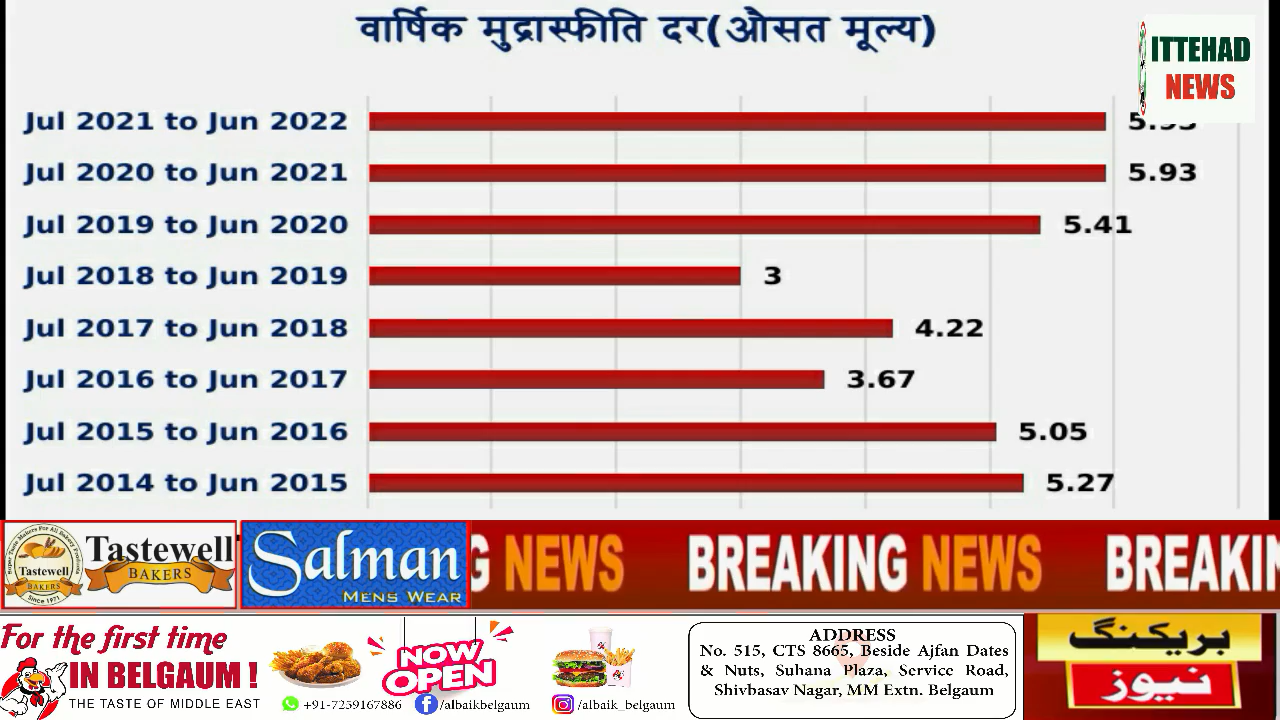 वार्षिक मुद्रास्फीति दर(औसत मूल्य)
ITTEHAD
NEWS
Jul 2021 to Jun 2022
Jul 2020 to Jun 2021 5.93
Jul 2019 to Jun 2020 5.41
Jul 2018 to Jun 2019 3
Jul 2017 to Jun 2018 4.22
Jul 2016 to Jun 2017 3.67
Jul 2015 to Jun 2016 5.05
Jul 2014 to Jun 2015 5.27
Tastewell
BAKERS
Since 1971
Tastewell
BAKERS
Salman
MENS WEAR
G NEWS BREAKING NEWS BREAKIN
For the first time
IN BELGAUM !
THE TASTE OF MIDDLE EAST
NOW
OPEN
+91-7259167886 /albaikbelgaum /albaik_belgaum
ADDRESS
No. 515, CTS 8665, Beside Ajfan Dates
& Nuts, Suhana Plaza, Service Road,
Shivbasav Nagar, MM Extn. Belgaum
بریکنگ
نیوز